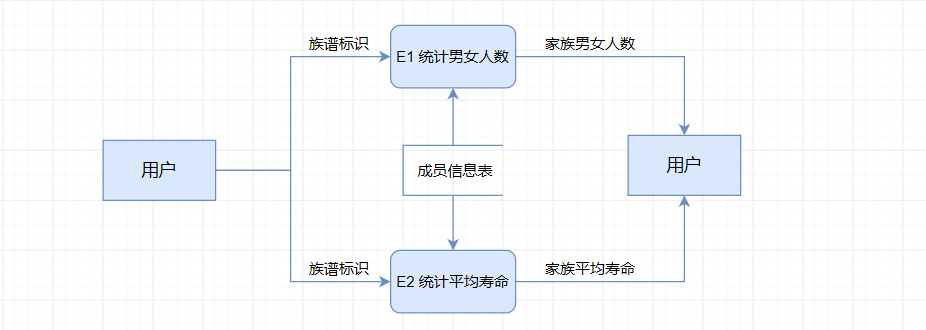 族谱标识
E1 统计男女人数
家族男女人数
用户
成员信息表
用户
族谱标识
E2 统计平均寿命
家族平均寿命